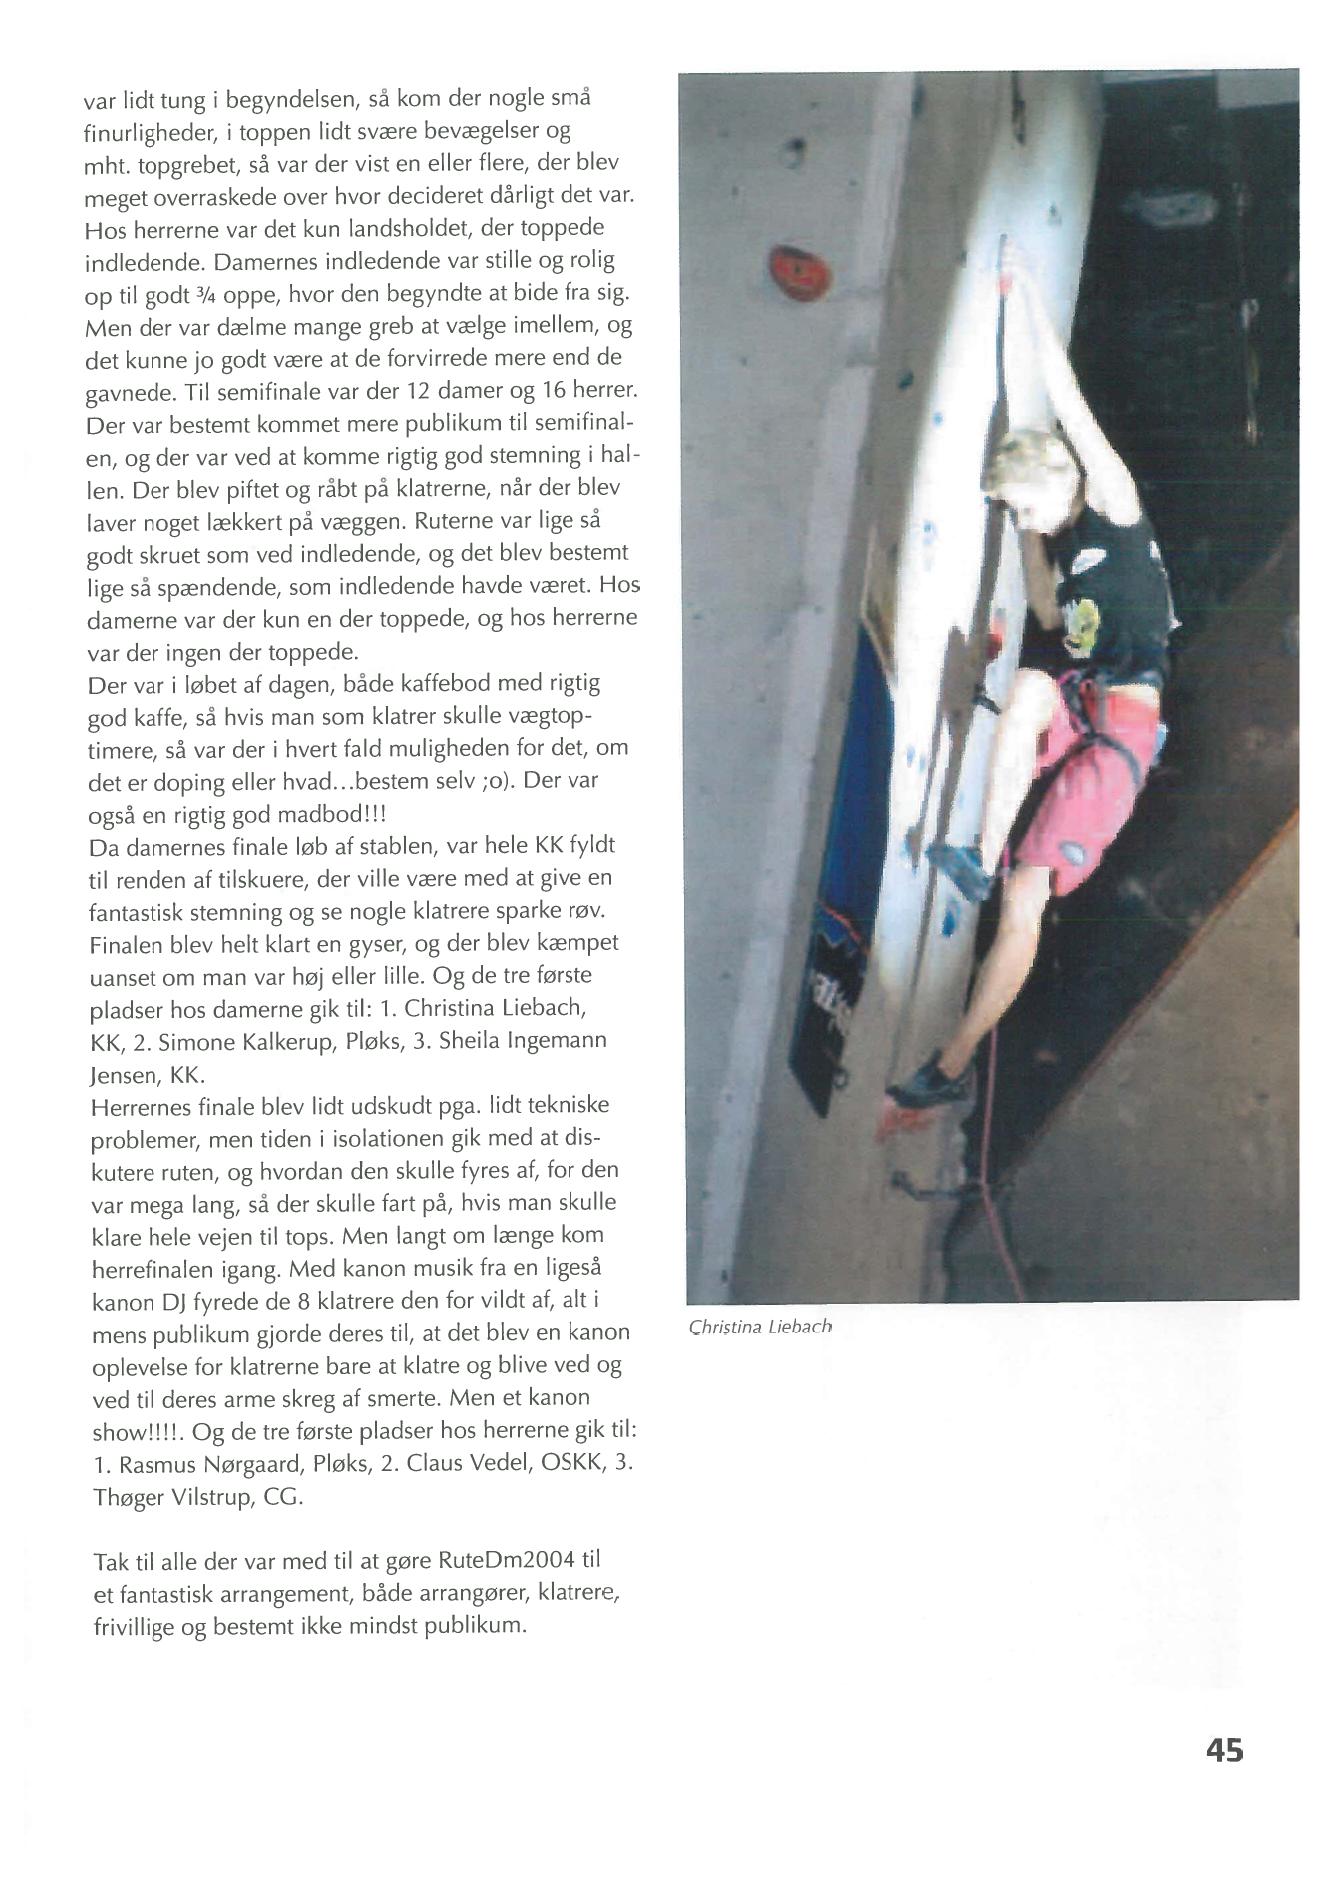 var lidt tung i begyndelsen, så kom der nogle små
finurligheder, i toppen lidt svære bevægelser og
mht. topgrebet, så var der vist en eller flere, der blev
meget overraskede over hvor decideret dårligt det var.
Hos herrerne var det kun landsholdet, der toppede
indledende. Damernes indledende var stille og rolig
op til godt ¾ oppe, hvor den begyndte at bide fra sig.
Men der var dælme mange greb at vælge imellem, og
det kunne jo godt være at de forvirrede mere end de
gavnede. Til semifinale var der 12 damer og 16 herrer.
Der var bestemt kommet mere publikum til semifinal-
en, og der var ved at komme rigtig god stemning i hal-
len. Der blev piftet og råbt på klatrerne, når der blev
laver noget lækkert på væggen. Ruterne var lige så
godt skruet som ved indledende, og det blev bestemt
lige så spændende, som indledende havde været. Hos
damerne var der kun en der toppede, og hos herrerne
var der ingen der toppede.
Der var i løbet af dagen, både kaffebod med rigtig
god kaffe, så hvis man som klatrer skulle vægtop-
timere, så var der i hvert fald muligheden for det, om
det er doping eller hvad...bestem selv ;o). Der var
også en rigtig god madbod!!!
Da damernes finale løb af stablen, var hele KK fyldt
til renden af tilskuere, der ville være med at give en
fantastisk stemning og se nogle klatrere sparke røv.
Finalen blev helt klart en gyser, og der blev kæmpet
uanset om man var høj eller lille. Og de tre første
pladser hos damerne gik til: 1. Christina Liebach,
KK, 2. Simone Kalkerup, Pløks, 3. Sheila Ingemann
Jensen, KK.
Herrernes finale blev lidt udskudt pga. lidt tekniske
problemer, men tiden i isolationen gik med at dis-
kutere ruten, og hvordan den skulle fyres af, for den
var mega lang, så der skulle fart på, hvis man skulle
klare hele vejen til tops. Men langt om længe kom
herrefinalen igang. Med kanon musik fra en ligeså
kanon DJ fyrede de 8 klatrere den for vildt af, alt i
mens publikum gjorde deres til, at det blev en kanon
oplevelse for klatrerne bare at klatre og blive ved og
ved til deres arme skreg af smerte. Men et kanon
show!!!!. Og de tre første pladser hos herrerne gik til:
1. Rasmus Nørgaard, Pløks, 2. Claus Vedel, OSKK, 3.
Thøger Vilstrup, CG.
Tak til alle der var med til at gøre RuteDm2004 til
et fantastisk arrangement, både arrangører, klatrere,
frivillige og bestemt ikke mindst publikum.
Christina Liebach
45